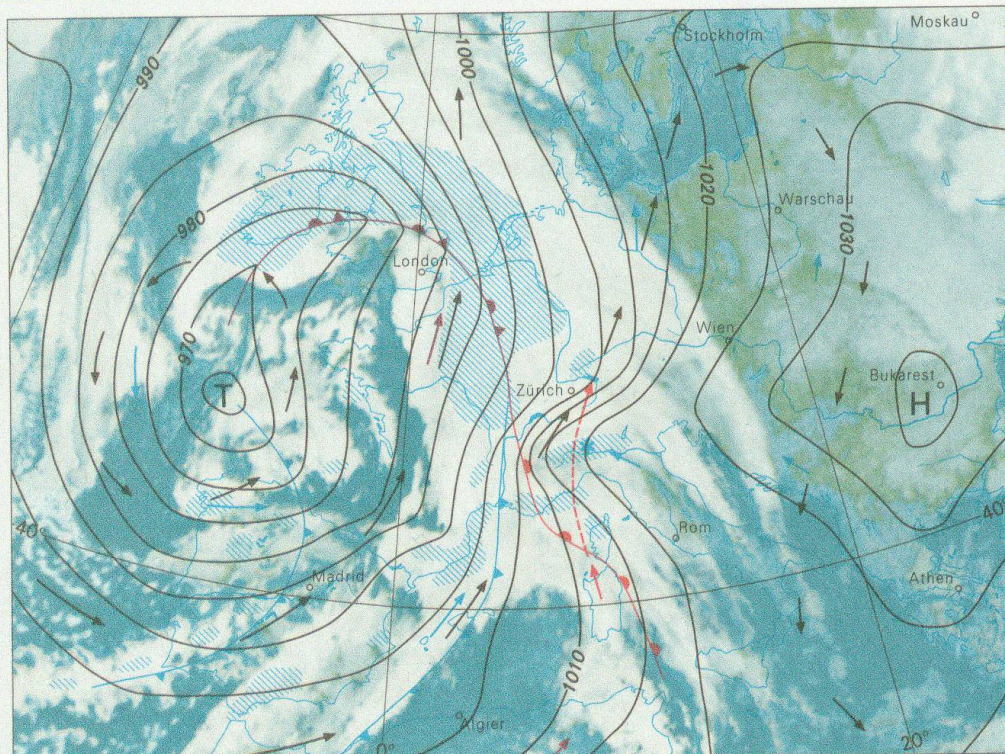 Moskau
Stockholm
990
1000
1020
Warschau
980
1030
London
970
T
Wien
Zürich
Bukarest
H
40°
Rom
40°
Madrid
Athen
1010
Algier
0°
20°